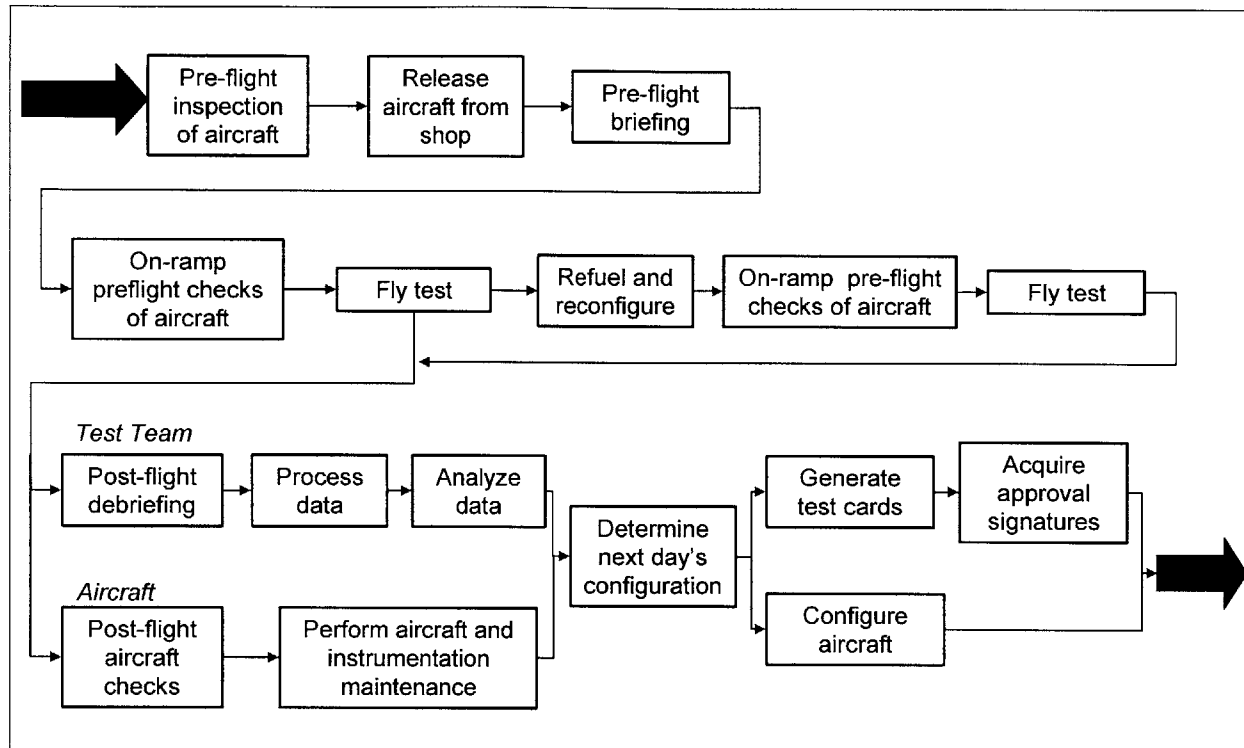 Pre-flight
inspection
of aircraft
Release
aircraft from
shop
Pre-flight
briefing
On-ramp
preflight checks
of aircraft
Fly test
Refuel and
reconfigure
On-ramp pre-flight
checks of aircraft
Fly test
Test Team
Post-flight
debriefing
Process
data
Analyze
data
Determine
next day's
configuration
Generate
test cards
Acquire
approval
signatures
Aircraft
Post-flight
aircraft
checks
Perform aircraft and
instrumentation
maintenance
Configure
aircraft